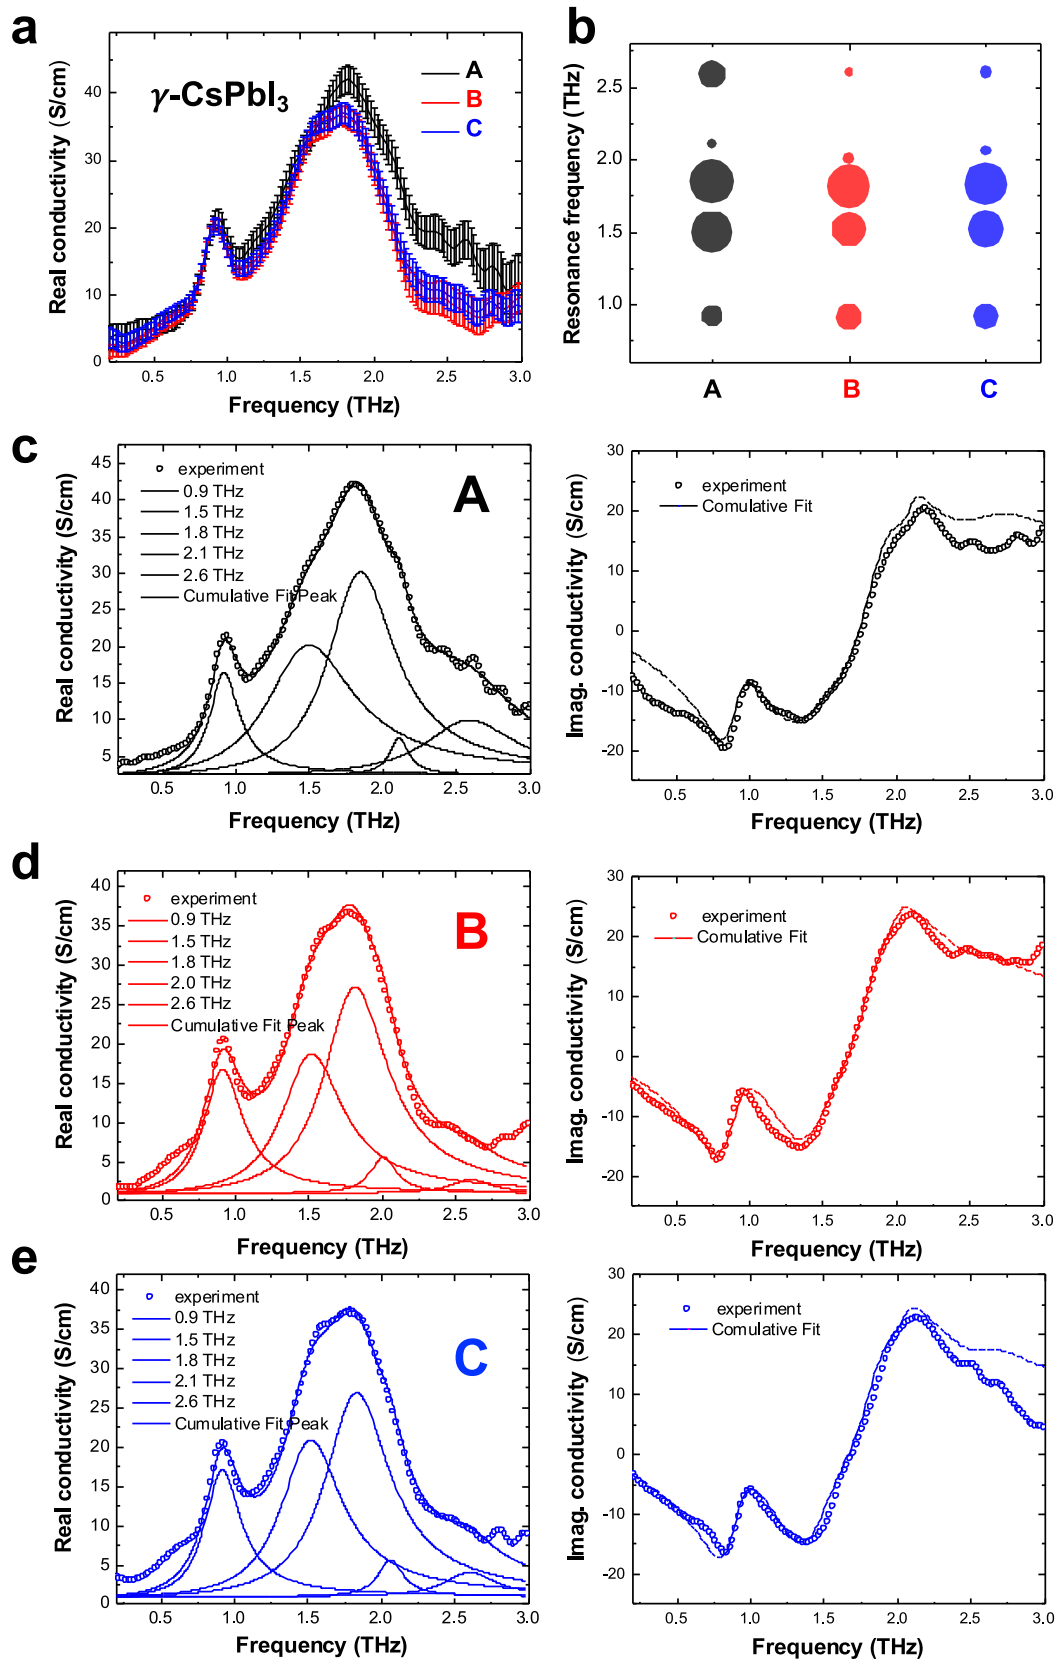 a
Real conductivity (S/cm)
γ-CsPbI3
A
B
C
40
30
20
10
0
0.5 1.0 1.5 2.0 2.5 3.0
Frequency (THz)
b
Resonance frequency (THz)
2.5
2.0
1.5
1.0
A B C
c
Real conductivity (S/cm)
45
40
35
30
25
20
15
10
5
experiment
0.9 THz
1.5 THz
1.8 THz
2.1 THz
2.6 THz
Cumulative Fit Peak
A
0.5 1.0 1.5 2.0 2.5 3.0
Frequency (THz)
Imag. conductivity (S/cm)
30
20
10
0
-10
-20
experiment
Comulative Fit
0.5 1.0 1.5 2.0 2.5 3.0
Frequency (THz)
d
Real conductivity (S/cm)
40
35
30
25
20
15
10
5
0
experiment
0.9 THz
1.5 THz
1.8 THz
2.0 THz
2.6 THz
Cumulative Fit Peak
B
0.5 1.0 1.5 2.0 2.5 3.0
Frequency (THz)
Imag. conductivity (S/cm)
30
20
10
0
-10
-20
experiment
Comulative Fit
0.5 1.0 1.5 2.0 2.5 3.0
Frequency (THz)
e
Real conductivity (S/cm)
40
35
30
25
20
15
10
5
0
experiment
0.9 THz
1.5 THz
1.8 THz
2.1 THz
2.6 THz
Cumulative Fit Peak
C
0.5 1.0 1.5 2.0 2.5 3.0
Frequency (THz)
Imag. conductivity (S/cm)
30
20
10
0
-10
-20
experiment
Comulative Fit
0.5 1.0 1.5 2.0 2.5 3.0
Frequency (THz)